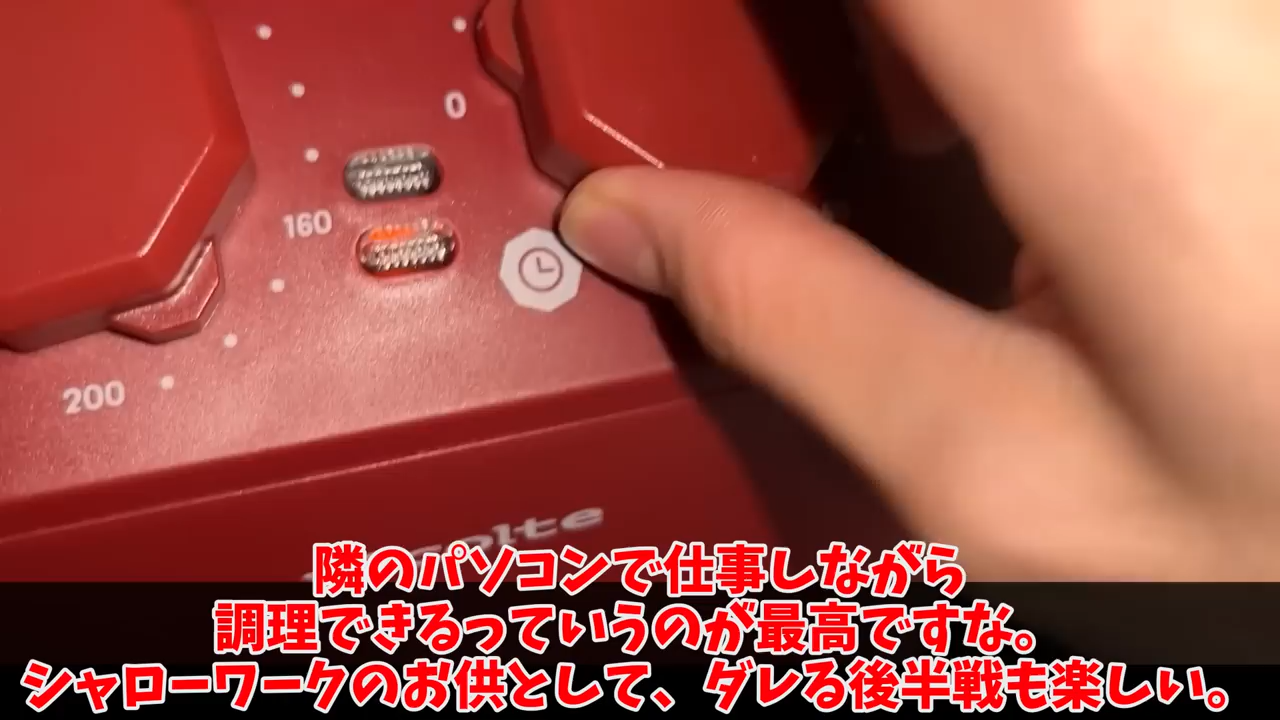 0
160
200
隣のパソコンで仕事しながら
調理できるっていうのが最高ですな。
シャローワークのお供として、ダレる後半戦も楽しい。